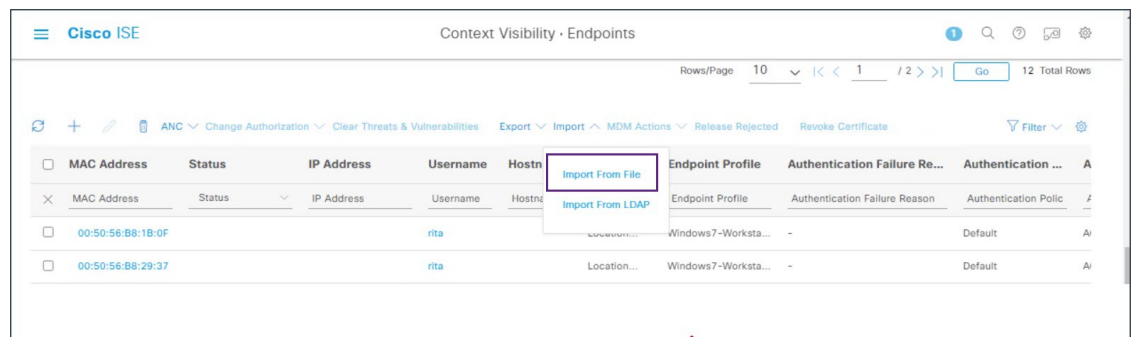 Cisco ISE Context Visibility · Endpoints 1
Rows/Page 10 |< < 1 / 2 > >| Go 12 Total Rows
ANC Change Authorization Clear Threats & Vulnerabilities Export Import MDM Actions Release Rejected Revoke Certificate Filter
MAC Address Status IP Address Username Hostn Endpoint Profile Authentication Failure Re... Authentication ... A
Import From File
MAC Address Status IP Address Username Hostna Endpoint Profile Authentication Failure Reason Authentication Polic A
Import From LDAP
00:50:56:B8:1B:0F rita Location... Windows7-Worksta... - Default
00:50:56:B8:29:37 rita Location... Windows7-Worksta... - Default